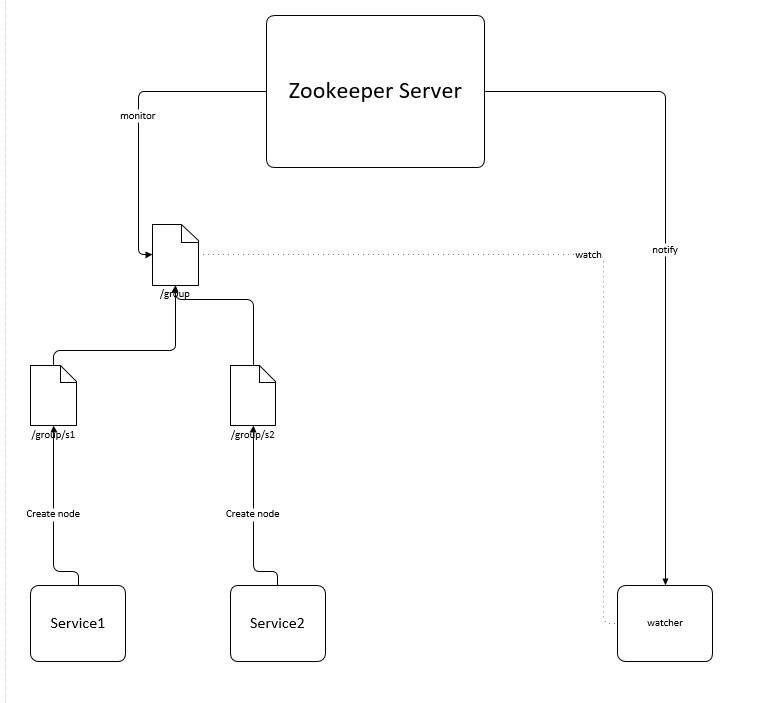 Zookeeper Server
monitor
notify
watch
/group
/group/s1
/group/s2
Create node
Create node
Service1
Service2
watcher